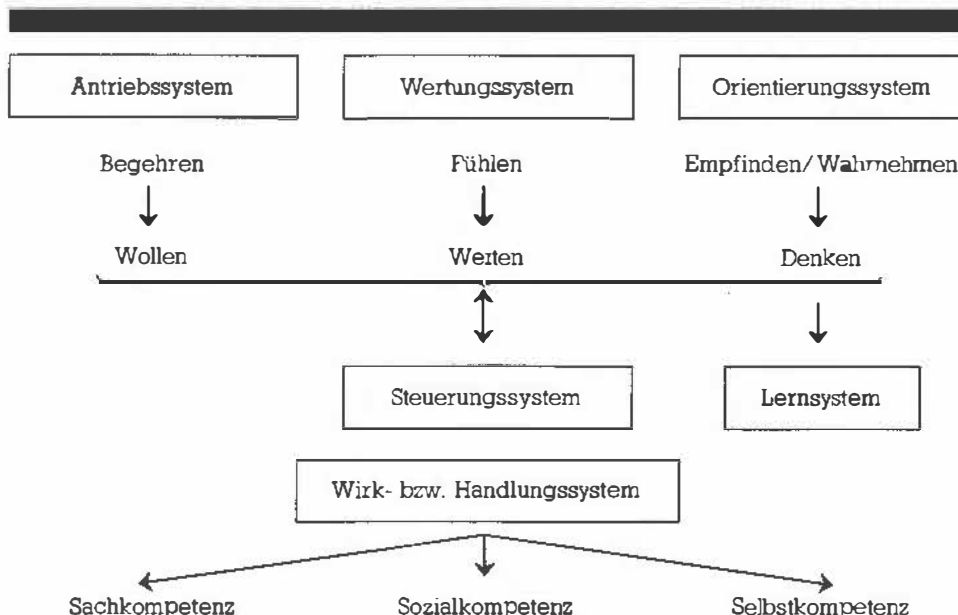 Antriebssystem Wertungssystem Orientierungssystem
Begehren Fühlen Empfinden/Wahrnehmen
Wollen Werten Denken
Steuerungssystem Lernsystem
Wirk- bzw. Handlungssystem
Sachkompetenz Sozialkompetenz Selbstkompetenz